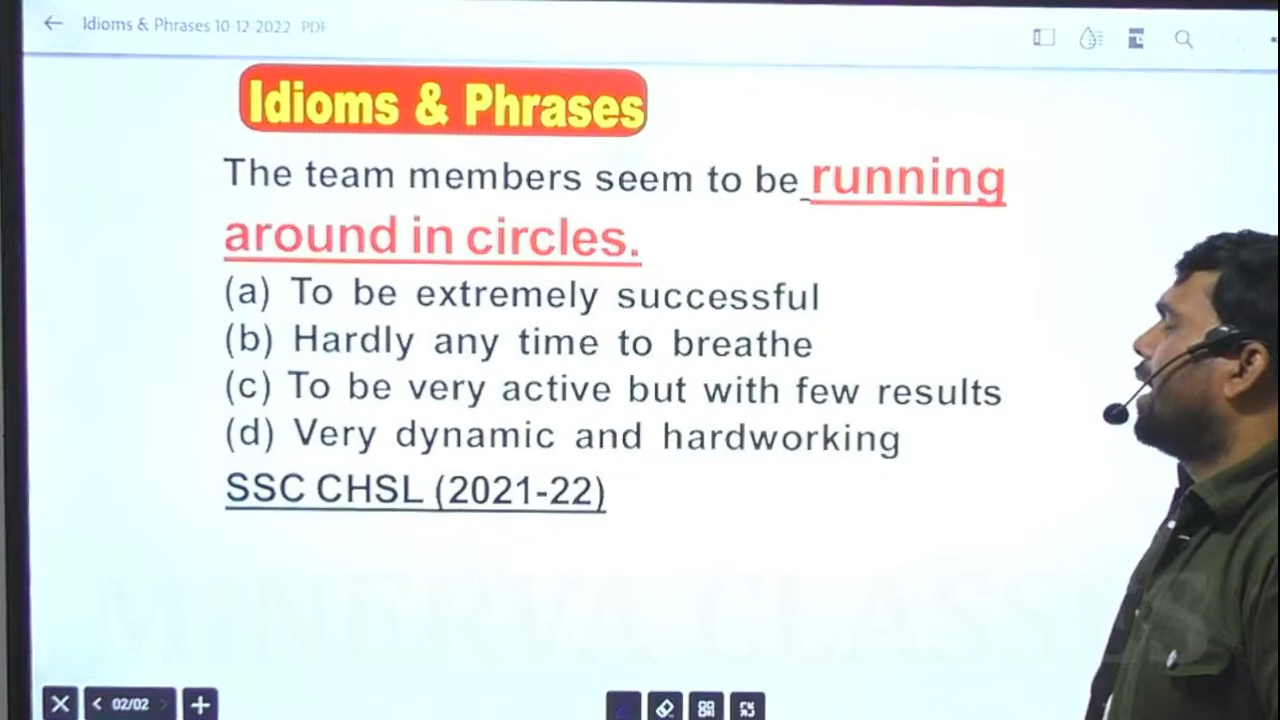 Idioms & Phrases 10-12-2022 PDF
Idioms & Phrases
The team members seem to be running
around in circles.
(a) To be extremely successful
(b) Hardly any time to breathe
(c) To be very active but with few results
(d) Very dynamic and hardworking
SSC CHSL (2021-22)
MINERVA CLASSES
02/02